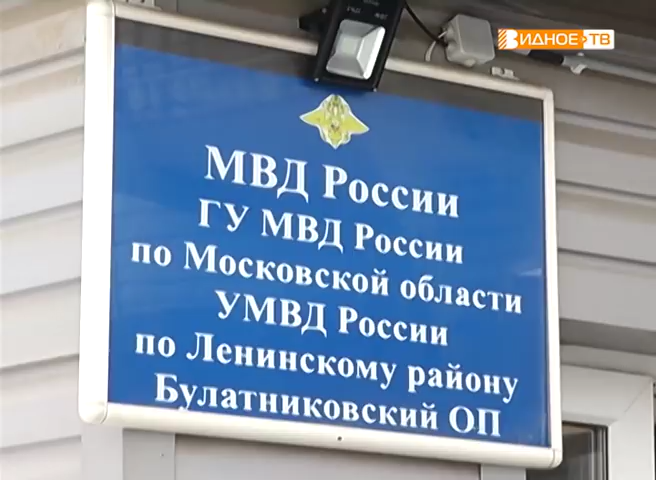 ВИДНОЕ ТВ
МВД России
ГУ МВД России
по Московской области
УМВД России
по Ленинскому району
Булатниковский ОП